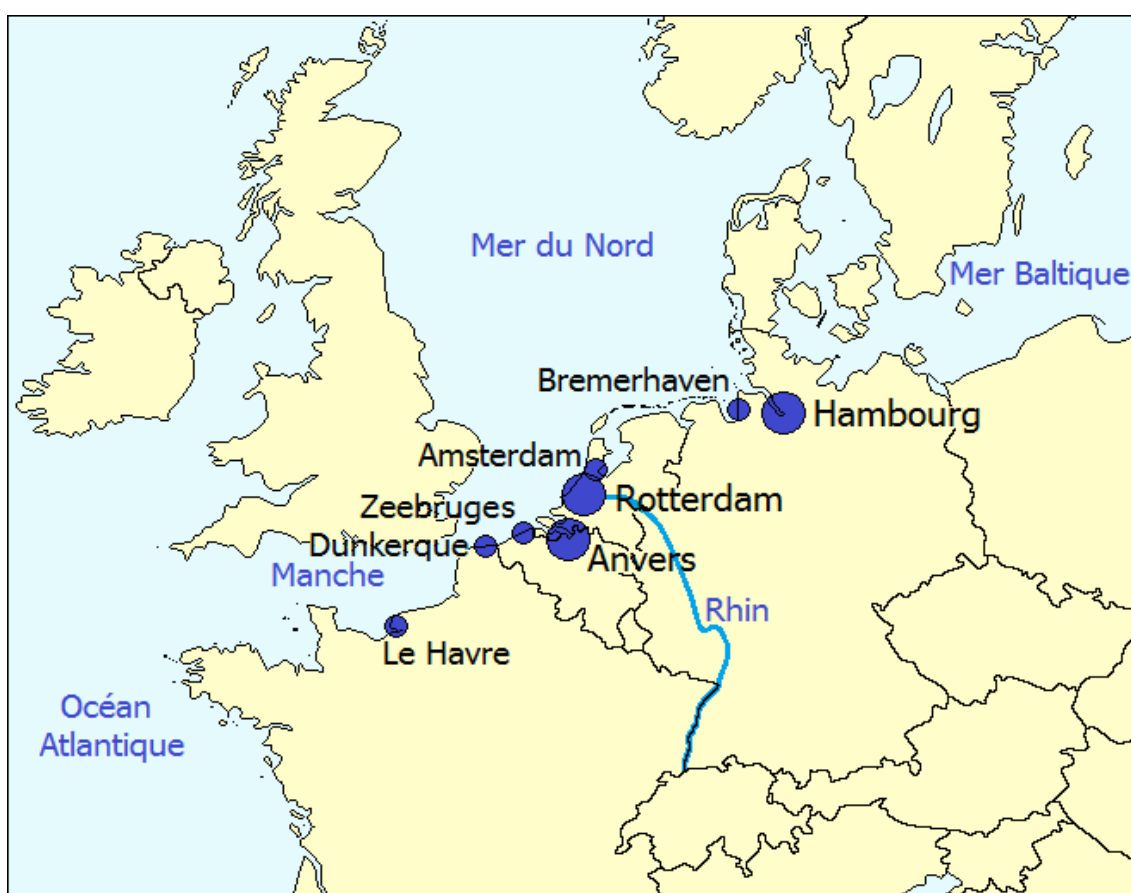 Mer du Nord
Mer Baltique
Bremerhaven
Hambourg
Amsterdam
Rotterdam
Zeebruges
Dunkerque
Anvers
Manche
Rhin
Le Havre
Océan
Atlantique